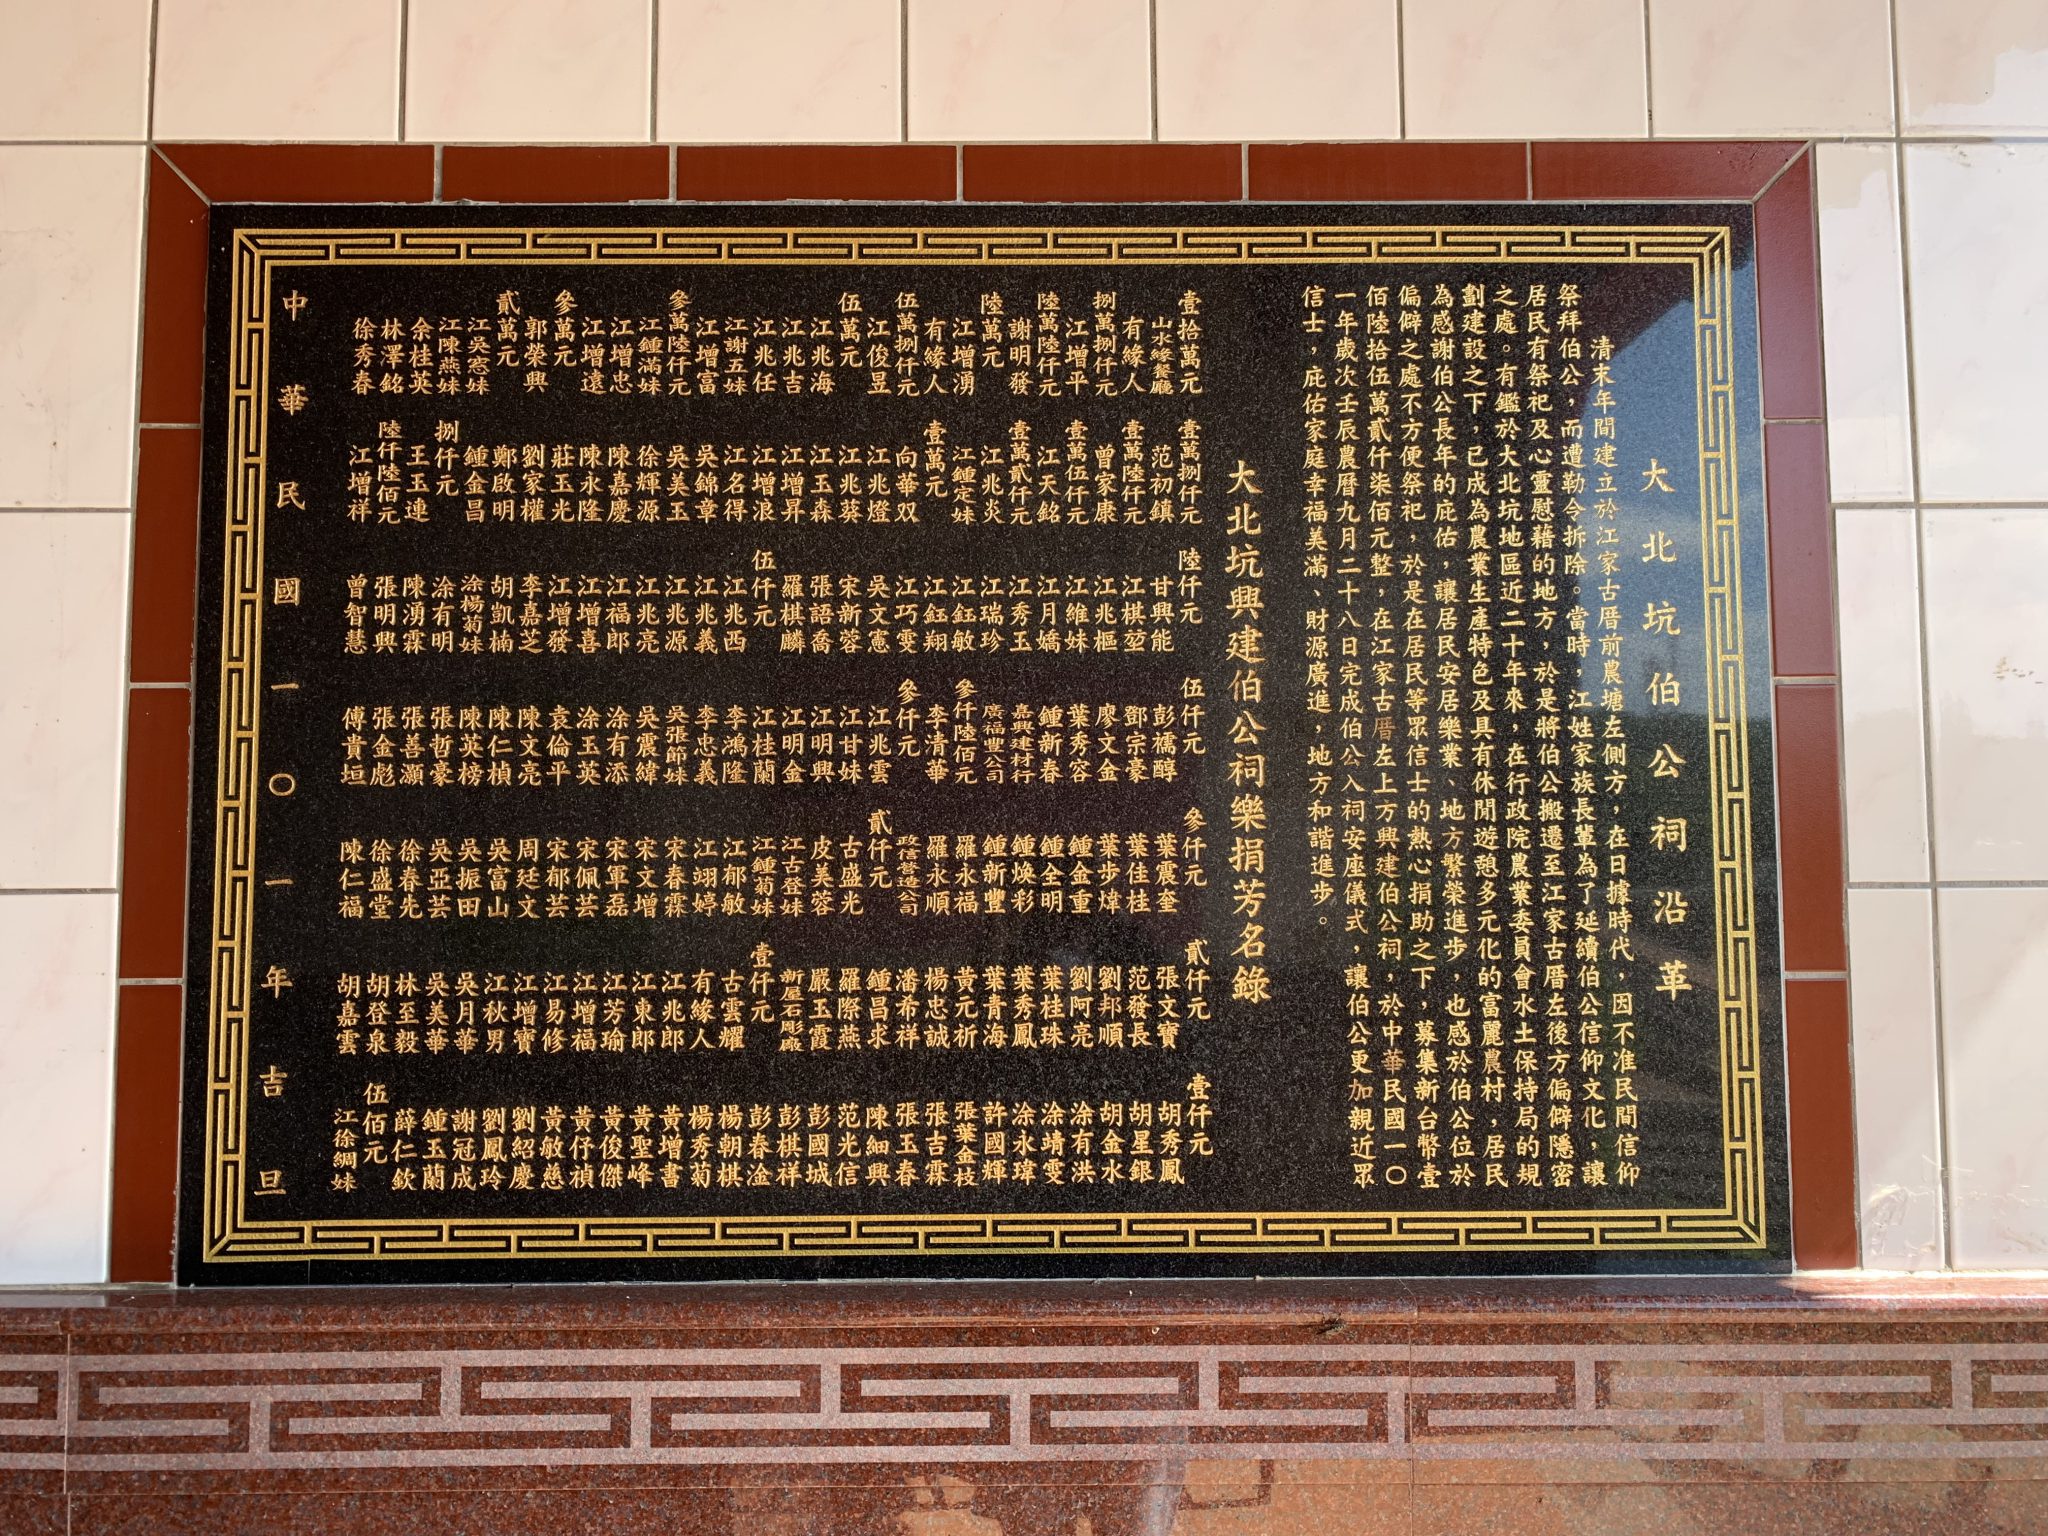 大北坑伯公祠沿革
清末年間建立於江家古厝前農塘左側方，在日據時代，因不准民間信仰
祭拜伯公，而遭勒令拆除。當時，江姓家族長輩為了延續伯公信仰文化，讓
居民有祭祀及心靈慰藉的地方，於是將伯公搬遷至江家古厝左後方偏僻隱密
之處。有鑑於大北坑地區近二十年來，在行政院農業委員會水土保持局的規
劃建設之下，已成為農業生產特色及具有休閒遊憩多元化的富麗農村，居民
為感謝伯公長年的庇佑，讓居民安居樂業、地方繁榮進步，也感於伯公位於
偏僻之處不方便祭祀，於是在居民等眾信士的熱心捐助之下，募集新台幣壹
佰陸拾伍萬貳仟柒佰元整，在江家古厝左上方興建伯公祠，於中華民國一〇
一年歲次壬辰農曆九月二十八日完成伯公入祠安座儀式，讓伯公更加親近眾
信士，庇佑家庭幸福美滿、財源廣進，地方和諧進步。
大北坑興建伯公祠樂捐芳名錄
壹拾萬元
山水緣餐廳
有緣人
捌萬捌仟元
江增平
陸萬陸仟元
謝明發
陸萬元
江增湧
有緣人
伍萬捌仟元
江俊昱
伍萬元
江兆海
江兆吉
江兆任
江謝五妹
江增富
參萬陸仟元
江鍾滿妹
江增忠
江增遠
參萬元
郭榮興
貳萬元
江吳窓妹
江陳燕妹
余桂英
林澤銘
徐秀春
壹萬捌仟元
范初鎮
壹萬陸仟元
曾家康
壹萬伍仟元
江天銘
壹萬貳仟元
江兆炎
江鍾定妹
壹萬元
向華双
江兆燈
江兆葵
江玉森
江增昇
江增浪
江名得
吳錦章
吳美玉
徐輝源
陳嘉慶
陳永隆
莊玉光
劉家權
鄭啟明
鍾金昌
捌仟元
王玉連
陸仟陸佰元
江增祥
陸仟元
甘興能
江棋堃
江兆樞
江維妹
江月嬌
江秀玉
江瑞珍
江鈺敏
江鈺翔
江巧雯
吳文憲
宋新蓉
張語喬
羅棋麟
伍仟元
江兆西
江兆義
江兆源
江兆亮
江福郎
江增喜
江增發
李嘉芝
胡凱楠
涂楊菊妹
涂有明
陳湧霖
張明興
曾智慧
伍仟元
彭襦醇
鄧宗豪
廖文金
葉秀容
鍾新春
嘉興建材行
廣福豐公司
參仟陸佰元
李清華
參仟元
江兆雲
江甘妹
江明興
江明金
江桂蘭
李鴻隆
李忠義
吳張節妹
吳震緯
涂有添
涂玉英
袁倫平
陳文亮
陳仁楨
陳英榜
張哲豪
張善灝
張金彪
傅貴垣
參仟元
葉震奎
葉佳桂
葉步煒
鍾金重
鍾全明
鍾煥彩
鍾新豐
羅永福
羅永順
政信營造公司
貳仟元
古盛光
皮美蓉
江古登妹
江鍾菊妹
江郁敏
江翊婷
宋春霖
宋文增
宋軍磊
宋佩芸
宋郁芸
周廷文
吳富山
吳振田
吳亞芸
徐春先
徐盛堂
陳仁福
貳仟元
張文寶
范發長
劉邦順
劉阿亮
葉桂珠
葉秀鳳
葉青海
黃元祈
楊忠誠
潘希祥
鍾昌求
羅際燕
嚴玉霞
新屋石彫廠
壹仟元
古雲耀
有緣人
江兆郎
江東郎
江芳瑜
江增福
江易修
江增寶
江秋男
吳月華
吳美華
林至毅
胡登泉
胡嘉雲
壹仟元
胡秀鳳
胡星銀
胡金水
涂有洪
涂靖雯
涂永瑋
許國輝
張葉金枝
張吉霖
張玉春
陳細興
范光信
彭國城
彭棋祥
彭春淦
楊朝棋
楊秀菊
黃增書
黃聖峰
黃俊傑
黃仔禎
黃敏慈
劉紹慶
劉鳳玲
謝冠成
鍾玉蘭
薛仁欽
伍佰元
江徐綢妹
中華民國一〇一年吉旦